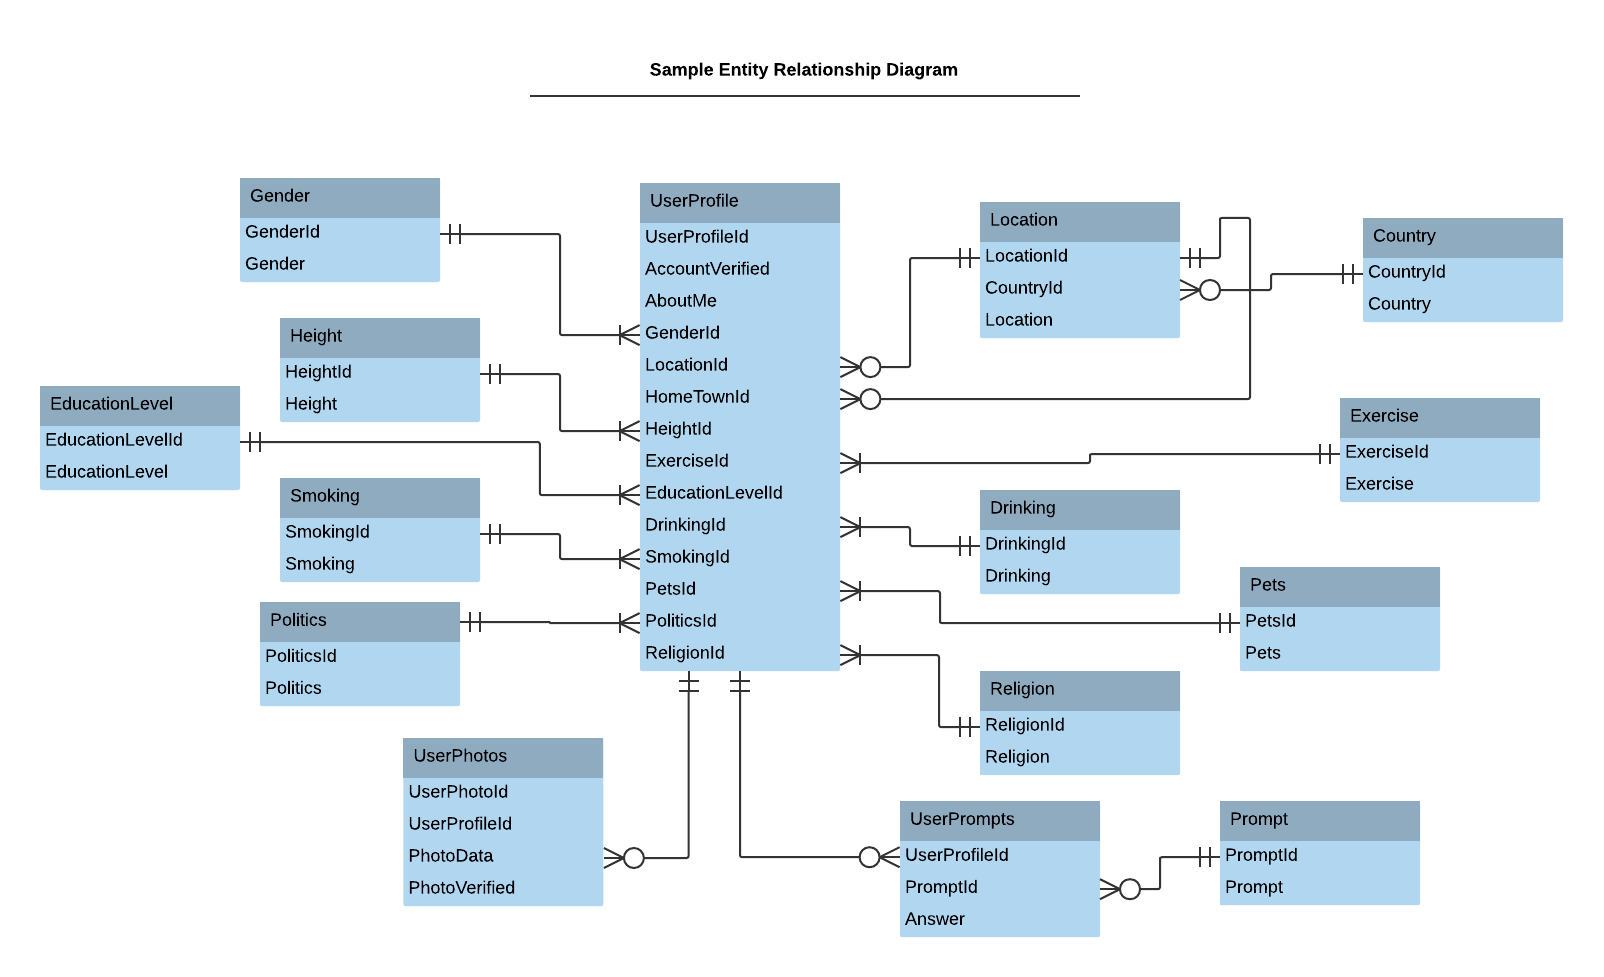 Sample Entity Relationship Diagram
Gender
GenderId
Gender
Height
HeightId
Height
EducationLevel
EducationLevelId
EducationLevel
Smoking
SmokingId
Smoking
Politics
PoliticsId
Politics
UserProfile
UserProfileId
AccountVerified
AboutMe
GenderId
LocationId
HomeTownId
HeightId
ExerciseId
EducationLevelId
DrinkingId
SmokingId
PetsId
PoliticsId
ReligionId
Location
LocationId
CountryId
Location
Country
CountryId
Country
Exercise
ExerciseId
Exercise
Drinking
DrinkingId
Drinking
Pets
PetsId
Pets
Religion
ReligionId
Religion
UserPhotos
UserPhotoId
UserProfileId
PhotoData
PhotoVerified
UserPrompts
UserProfileId
PromptId
Answer
Prompt
PromptId
Prompt